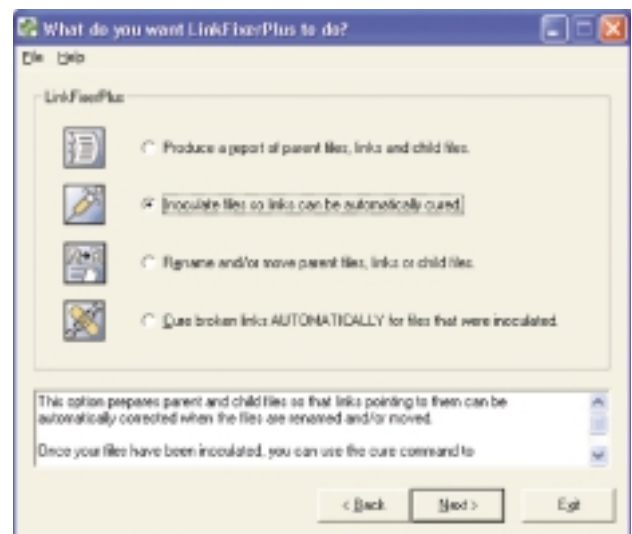 What do you want LinkFixerPlus to do?
File Help
LinkFixerPlus
Produce a report of parent files, links and child files.
Inoculate files so links can be automatically cured.
Rename and/or move parent files, links or child files.
Cure broken links AUTOMATICALLY for files that were inoculated.
This option prepares parent and child files so that links pointing to them can be
automatically corrected when the files are renamed and/or moved.
Once your files have been inoculated, you can use the cure command to
< Back Next > Exit